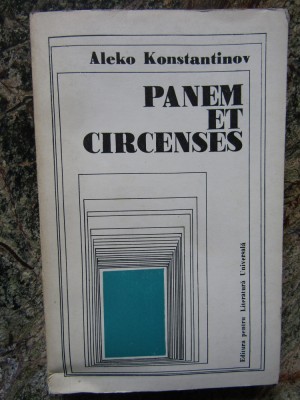 Aleko Konstantinov
PANEM
ET
CIRCENSES
Editura pentru Literatură Universală